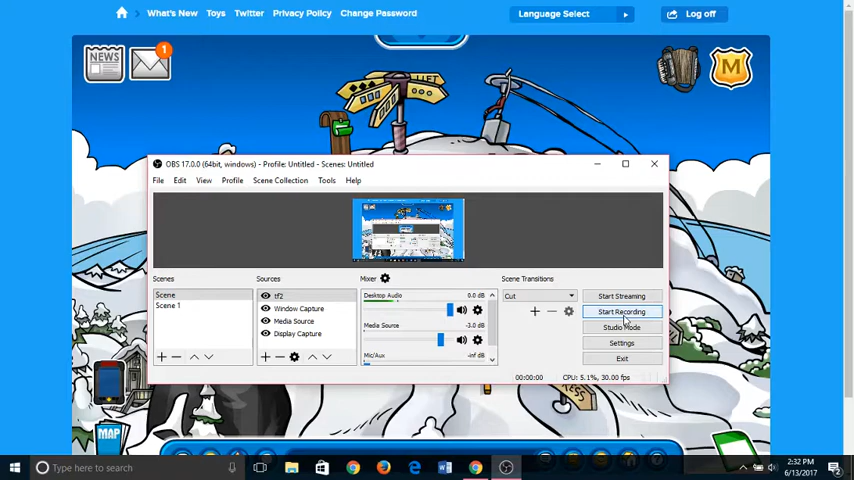 What's New Toys Twitter Privacy Policy Change Password Language Select Log off
NEWS
1
LIFT
M
OBS 17.0.0 (64bit, windows) - Profile: Untitled - Scenes: Untitled
File Edit View Profile Scene Collection Tools Help
Scenes Sources Mixer Scene Transitions
Scene
Scene 1
tf2
Window Capture
Media Source
Display Capture
Desktop Audio 0.0 dB
Media Source -3.0 dB
Mic/Aux -inf dB
Cut
Start Streaming
Start Recording
Studio Mode
Settings
Exit
00:00:00 CPU: 5.1%, 30.00 fps
MAP
Type here to search
2:32 PM
6/13/2017
2